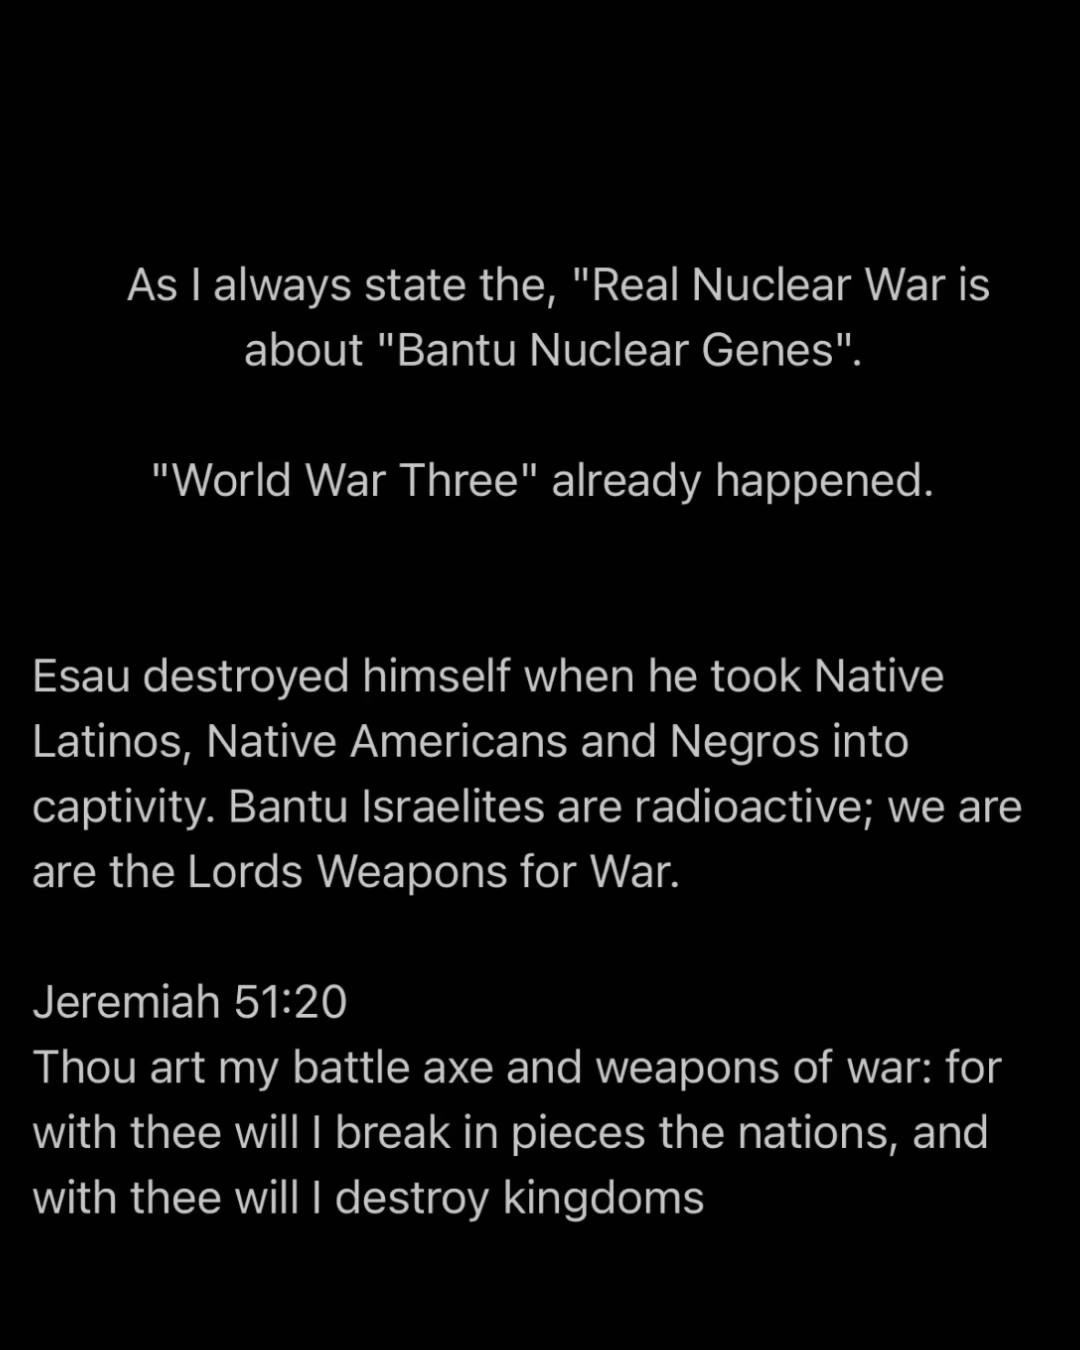 As I always state the, "Real Nuclear War is
about "Bantu Nuclear Genes".
"World War Three" already happened.
Esau destroyed himself when he took Native
Latinos, Native Americans and Negros into
captivity. Bantu Israelites are radioactive; we are
are the Lords Weapons for War.
Jeremiah 51:20
Thou art my battle axe and weapons of war: for
with thee will I break in pieces the nations, and
with thee will I destroy kingdoms